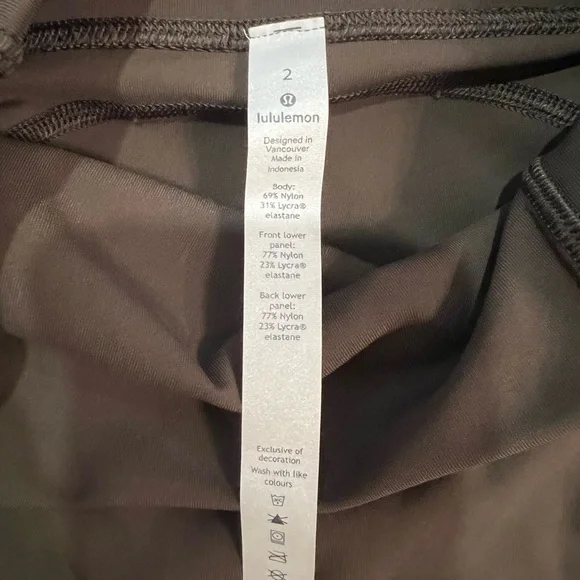 2
lululemon
Designed in
Vancouver
Made in
Indonesia
Body:
69% Nylon
31% Lycra®
elastane
Front lower
panel:
77% Nylon
23% Lycra®
elastane
Back lower
panel:
77% Nylon
23% Lycra®
elastane
Exclusive of
decoration
Wash with like
colours